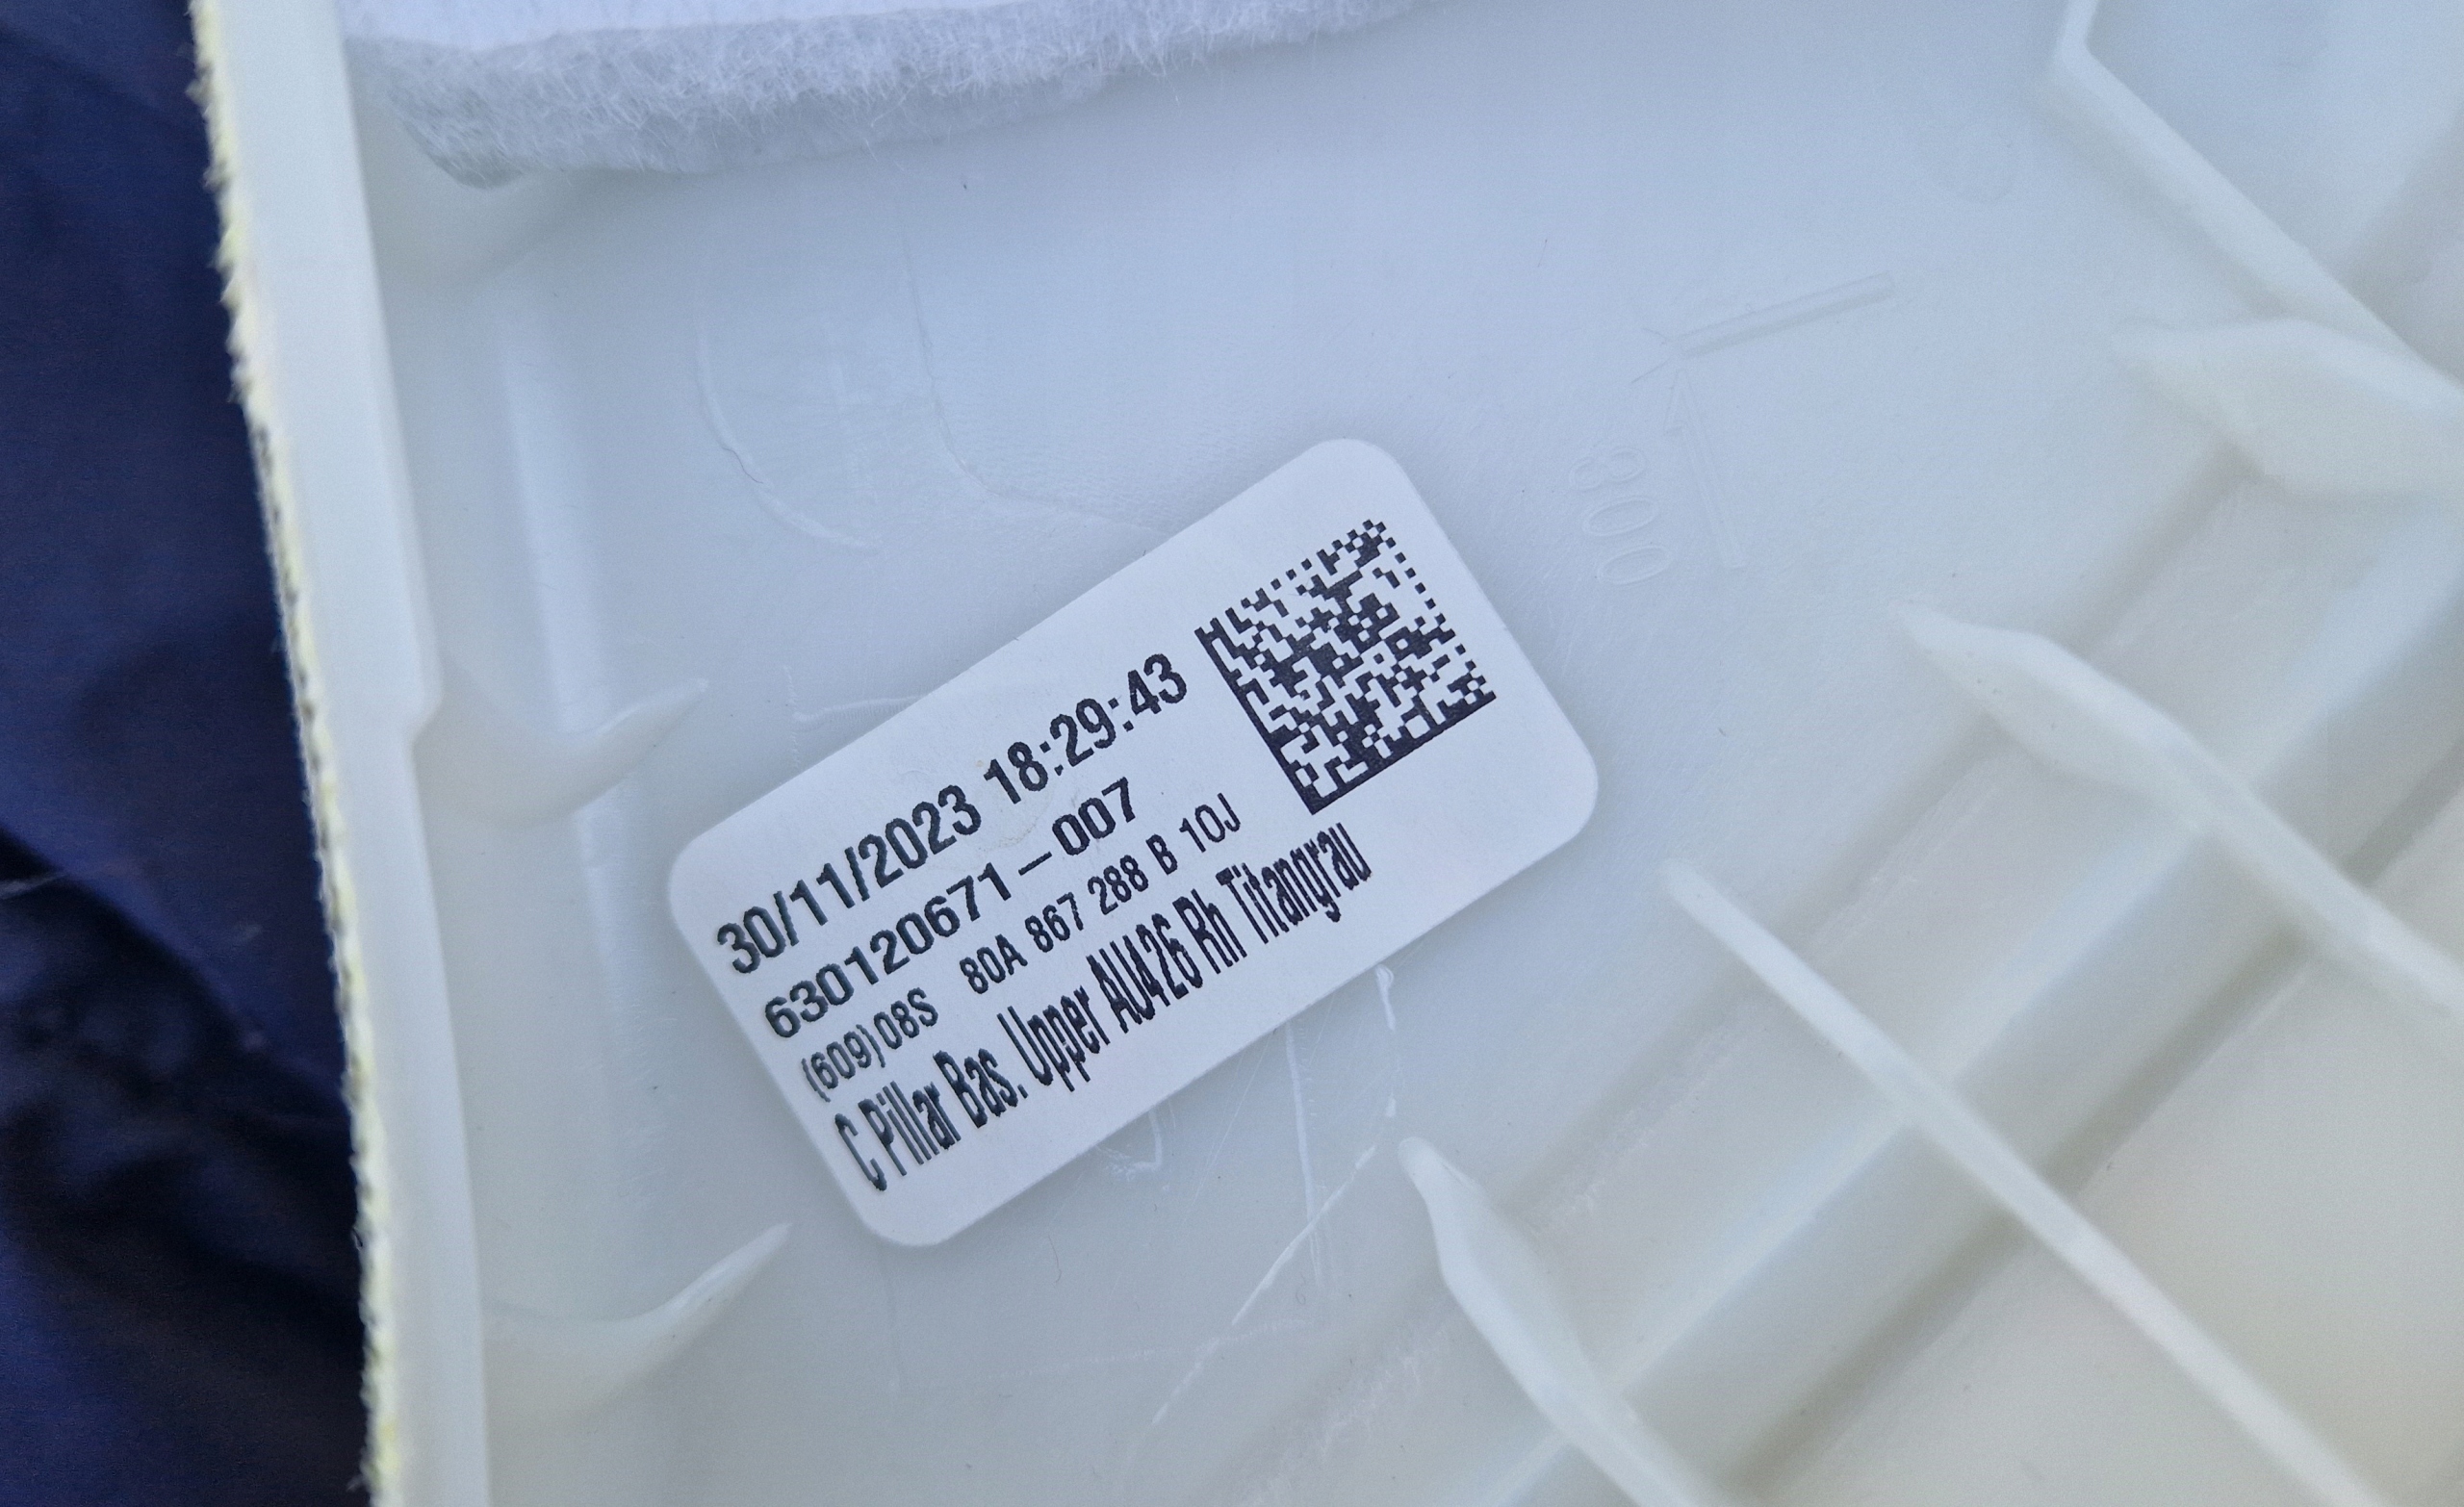 30/11/2023 18:29:43
630120671-007
(609)08S 80A 867 288 B 10J
C Pillar Bas. Upper AU426 Rh Titangrau
300